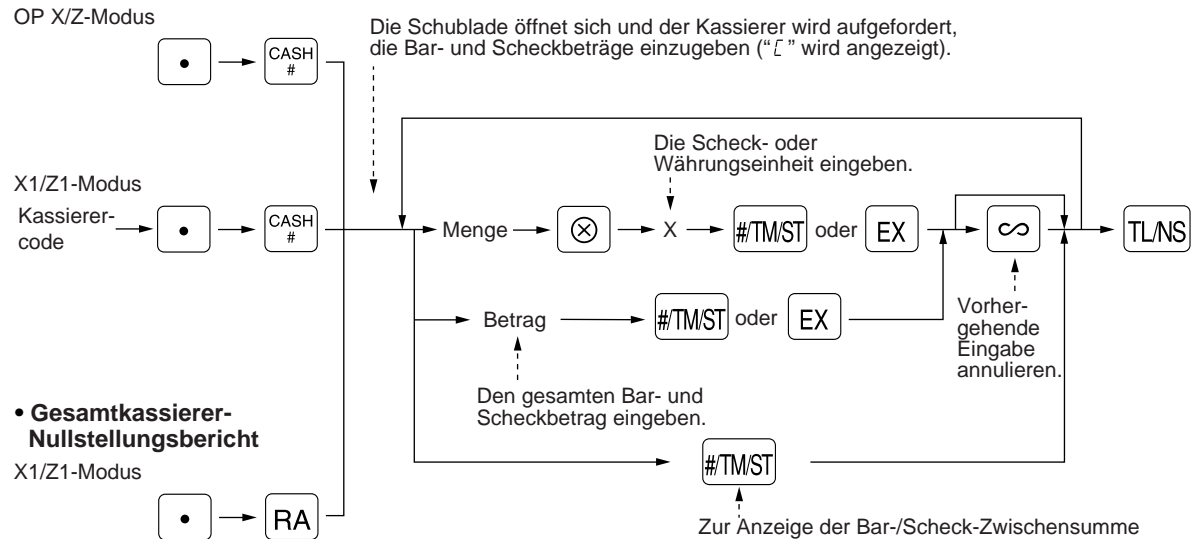 OP X/Z-Modus
Die Schublade öffnet sich und der Kassierer wird aufgefordert,
die Bar- und Scheckbeträge einzugeben (“[” wird angezeigt).
• CASH #
Die Scheck- oder
Währungseinheit eingeben.
X1/Z1-Modus
Kassierer-
code
• CASH #
Menge ⊗ X #/TM/ST oder EX ∞ TL/NS
Betrag #/TM/ST oder EX
Vorher-
gehende
Eingabe
annulieren.
Den gesamten Bar- und
Scheckbetrag eingeben.
• Gesamtkassierer-
Nullstellungsbericht
X1/Z1-Modus
#/TM/ST
• RA
Zur Anzeige der Bar-/Scheck-Zwischensumme